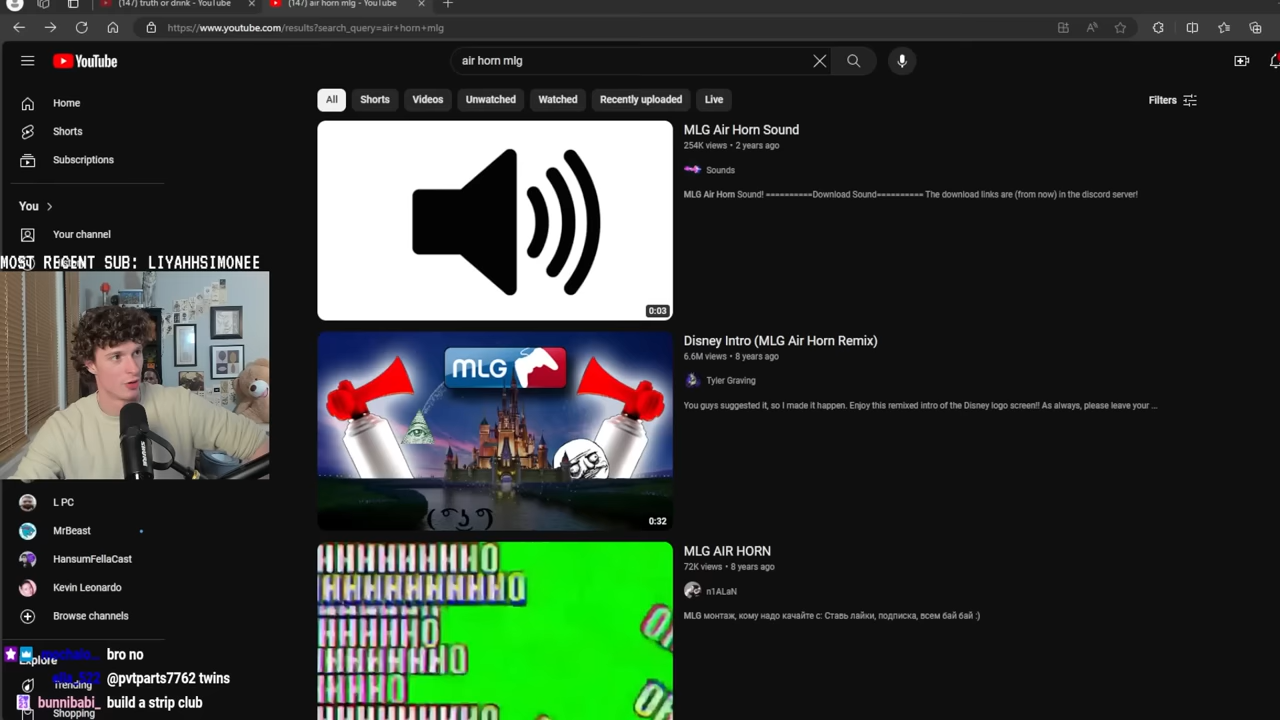 (147) truth or drink - YouTube
(147) air horn mlg - YouTube
https://www.youtube.com/results?search_query=air+horn+mlg
YouTube
air horn mlg
All
Shorts
Videos
Unwatched
Watched
Recently uploaded
Live
Filters
Home
Shorts
Subscriptions
You
Your channel
MOST RECENT SUB: LIYAHHSIMONEE
L PC
MrBeast
HansumFellaCast
Kevin Leonardo
Browse channels
Explore
Trending
Shopping
bro no
@pvtparts7762 twins
bunnibabi_ build a strip club
0:03
MLG Air Horn Sound
254K views • 2 years ago
Sounds
MLG Air Horn Sound! ==========Download Sound========== The download links are (from now) in the discord server!
MLG
0:32
Disney Intro (MLG Air Horn Remix)
6.6M views • 8 years ago
Tyler Graving
You guys suggested it, so I made it happen. Enjoy this remixed intro of the Disney logo screen!! As always, please leave your ...
MLG AIR HORN
72K views • 8 years ago
n1ALaN
MLG монтаж, кому надо качайте с: Ставь лайки, подписка, всем бай бай :)